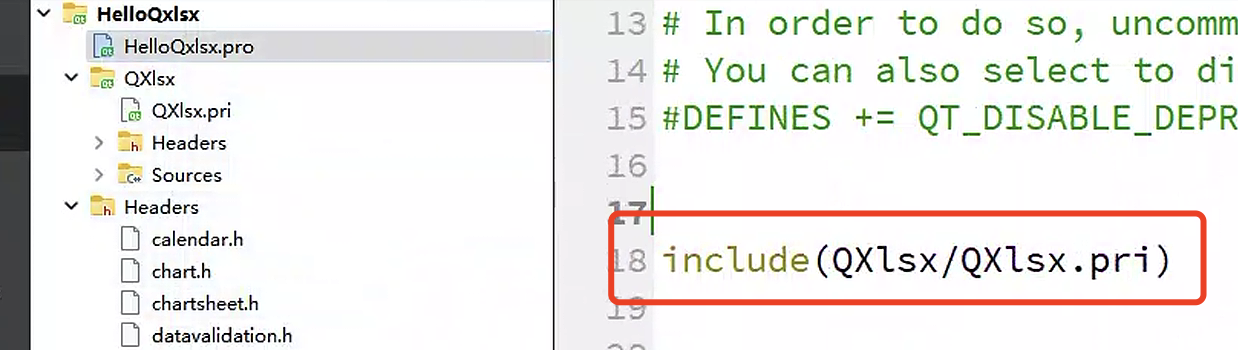 HelloQxlsx
HelloQxlsx.pro
QXlsx
QXlsx.pri
Headers
Sources
Headers
calendar.h
chart.h
chartsheet.h
datavalidation.h
13 # In order to do so, uncomm
14 # You can also select to di
15 #DEFINES += QT_DISABLE_DEPR
16
17
18 include(QXlsx/QXlsx.pri)
19